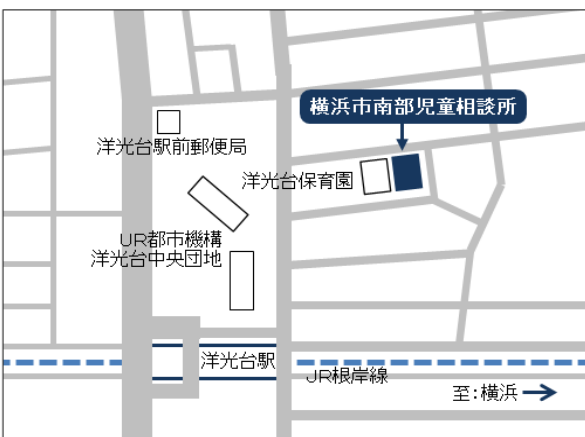 横浜市南部児童相談所
洋光台駅前郵便局
洋光台保育園
UR都市機構
洋光台中央団地
洋光台駅
JR根岸線
至:横浜